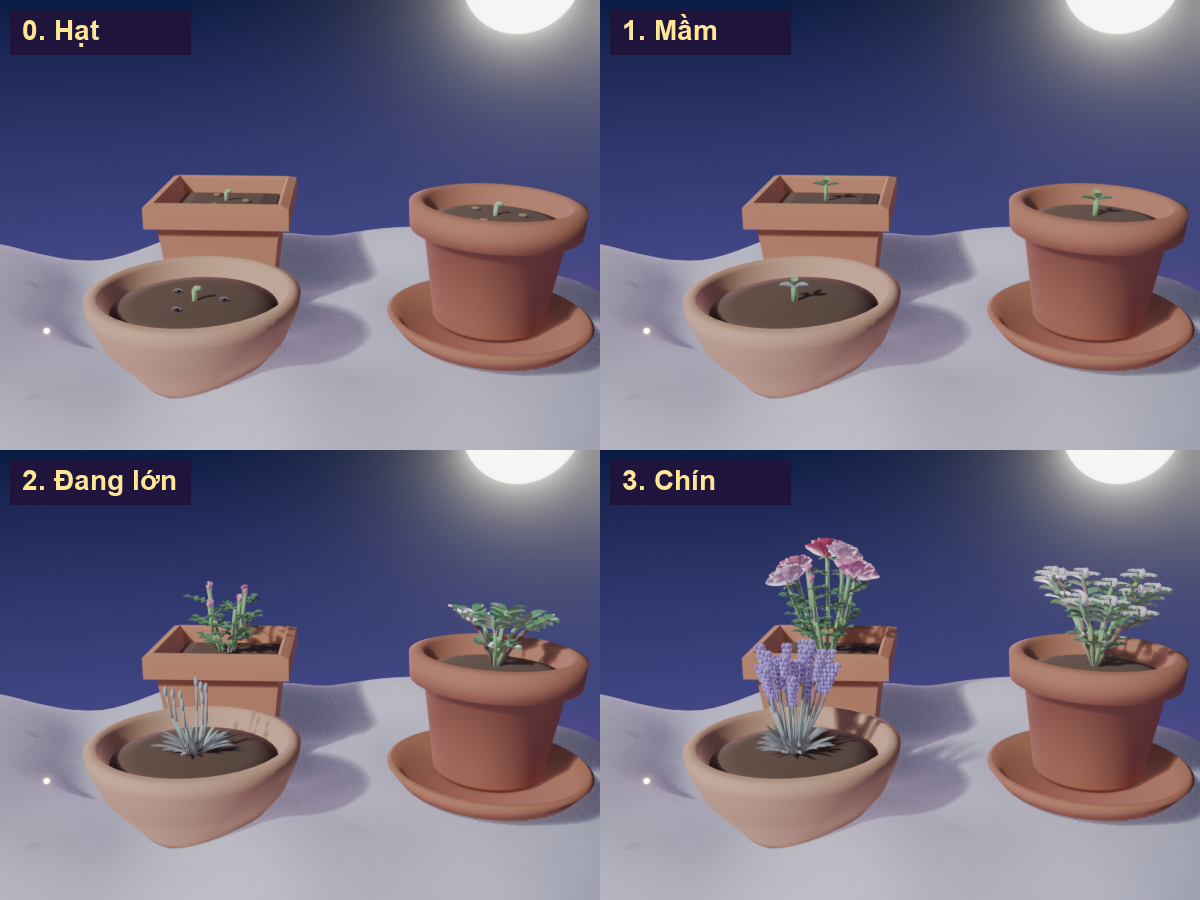 0. Hạt
1. Mầm
2. Đang lớn
3. Chín